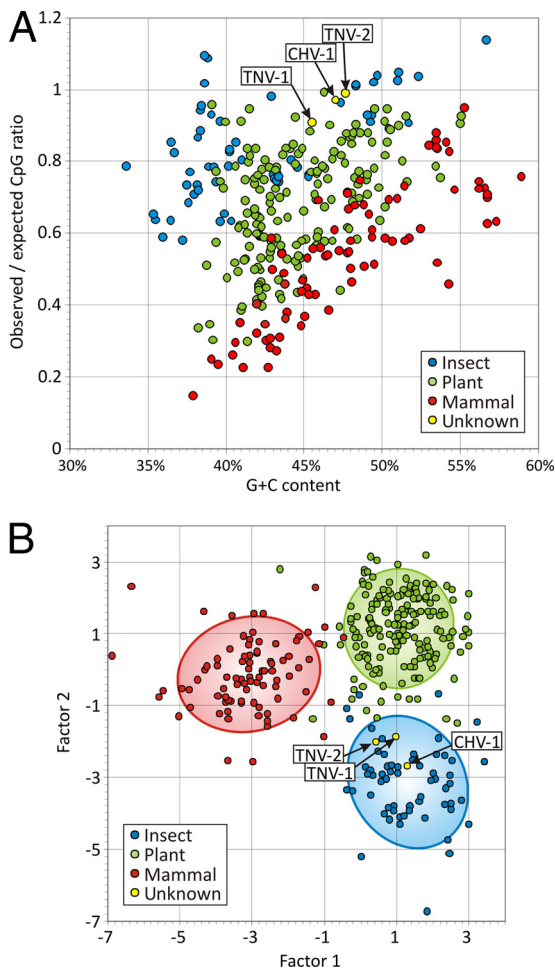 A
1.2
1
0.8
0.6
0.4
0.2
0
Observed / expected CpG ratio
TNV-2
CHV-1
TNV-1
Insect
Plant
Mammal
Unknown
30% 35% 40% 45% 50% 55% 60%
G+C content
B
3
1
-1
-3
-5
-7
Factor 2
TNV-2
TNV-1
CHV-1
Insect
Plant
Mammal
Unknown
-7 -5 -3 -1 1 3
Factor 1